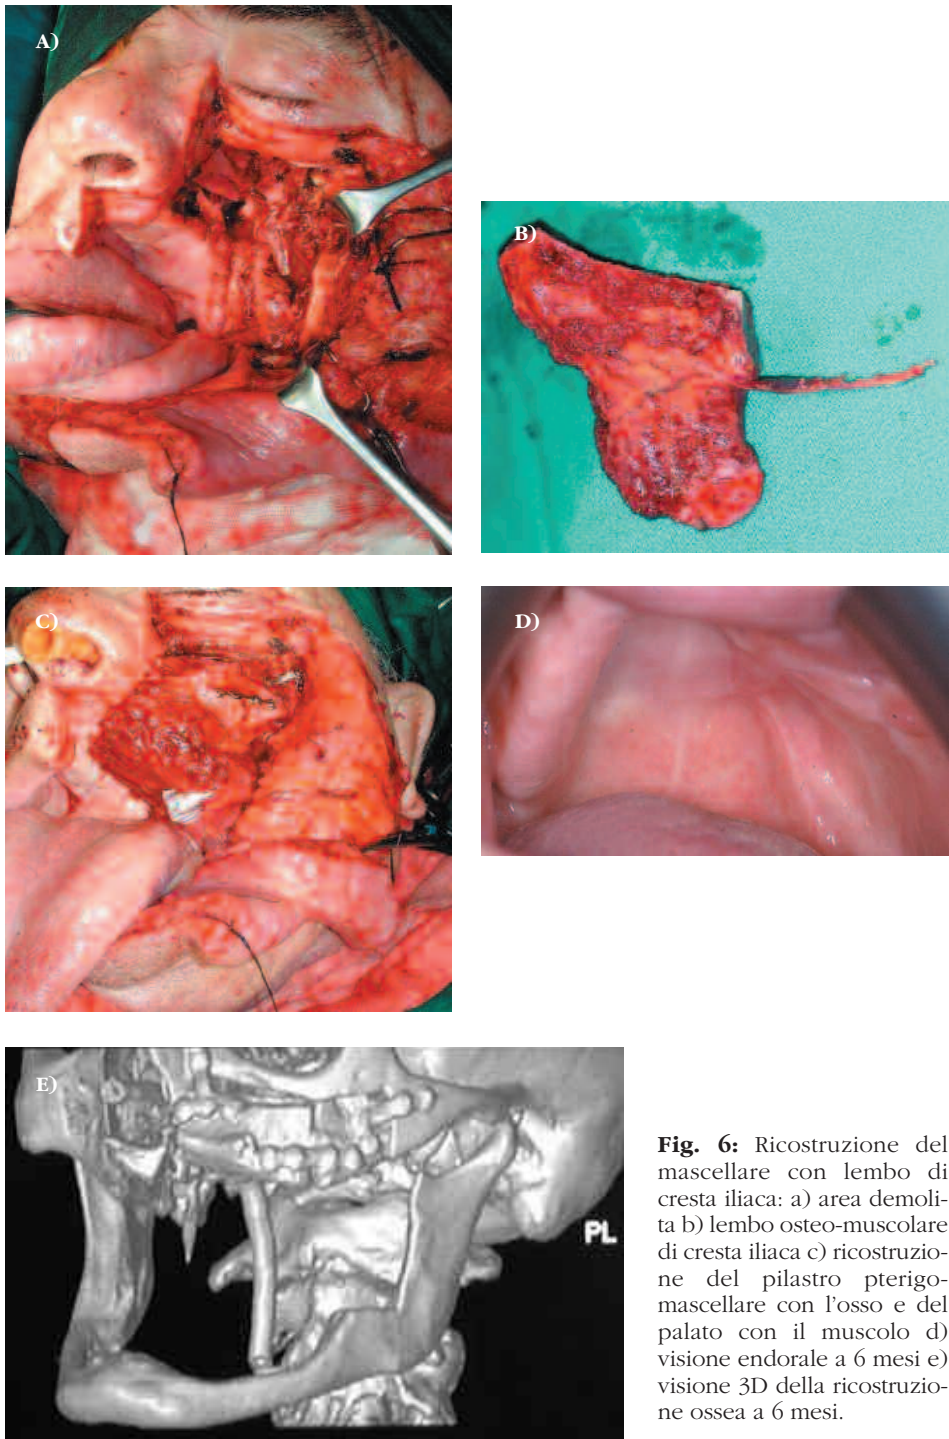 A)
B)
C)
D)
E)
PL
Fig. 6: Ricostruzione del
mascellare con lembo di
cresta iliaca: a) area demoli-
ta b) lembo osteo-muscolare
di cresta iliaca c) ricostruzio-
ne del pilastro pterigo-
mascellare con l'osso e del
palato con il muscolo d)
visione endorale a 6 mesi e)
visione 3D della ricostruzio-
ne ossea a 6 mesi.